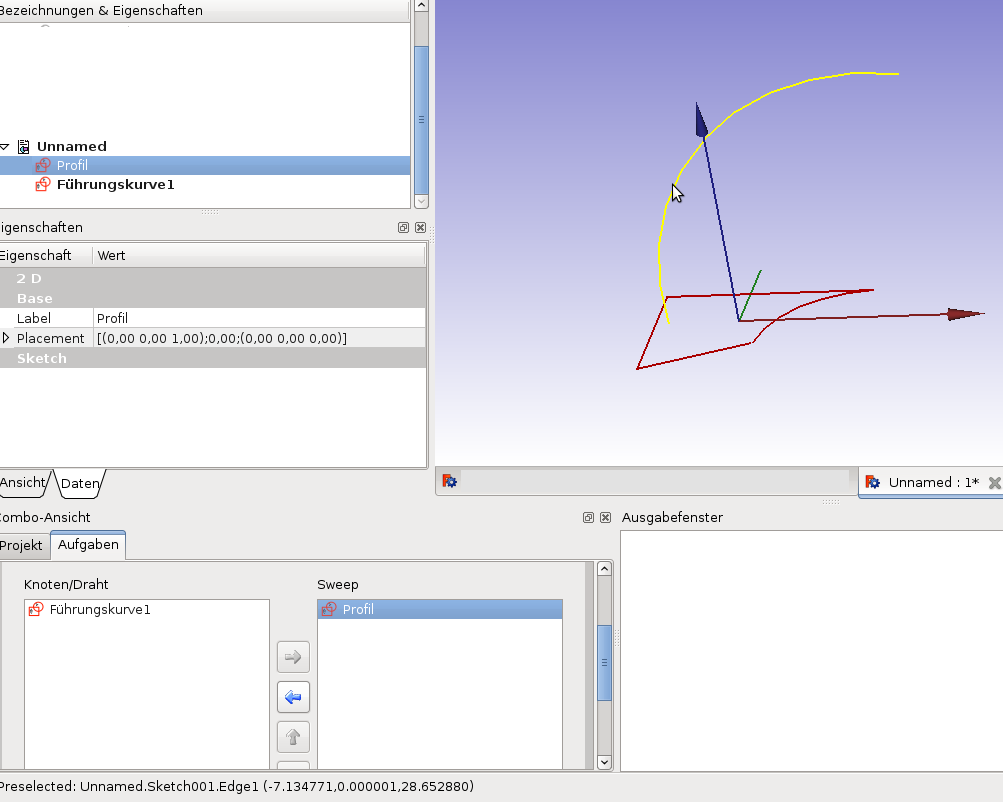 Bezeichnungen & Eigenschaften
Unnamed
Profil
Führungskurve1
igenschaften
Eigenschaft Wert
2 D
Base
Label Profil
Placement [(0,00 0,00 1,00);0,00;(0,00 0,00 0,00)]
Sketch
Ansicht Daten
Unnamed : 1*
Combo-Ansicht
Ausgabefenster
Projekt Aufgaben
Knoten/Draht Sweep
Führungskurve1 Profil
Preselected: Unnamed.Sketch001.Edge1 (-7.134771,0.000001,28.652880)